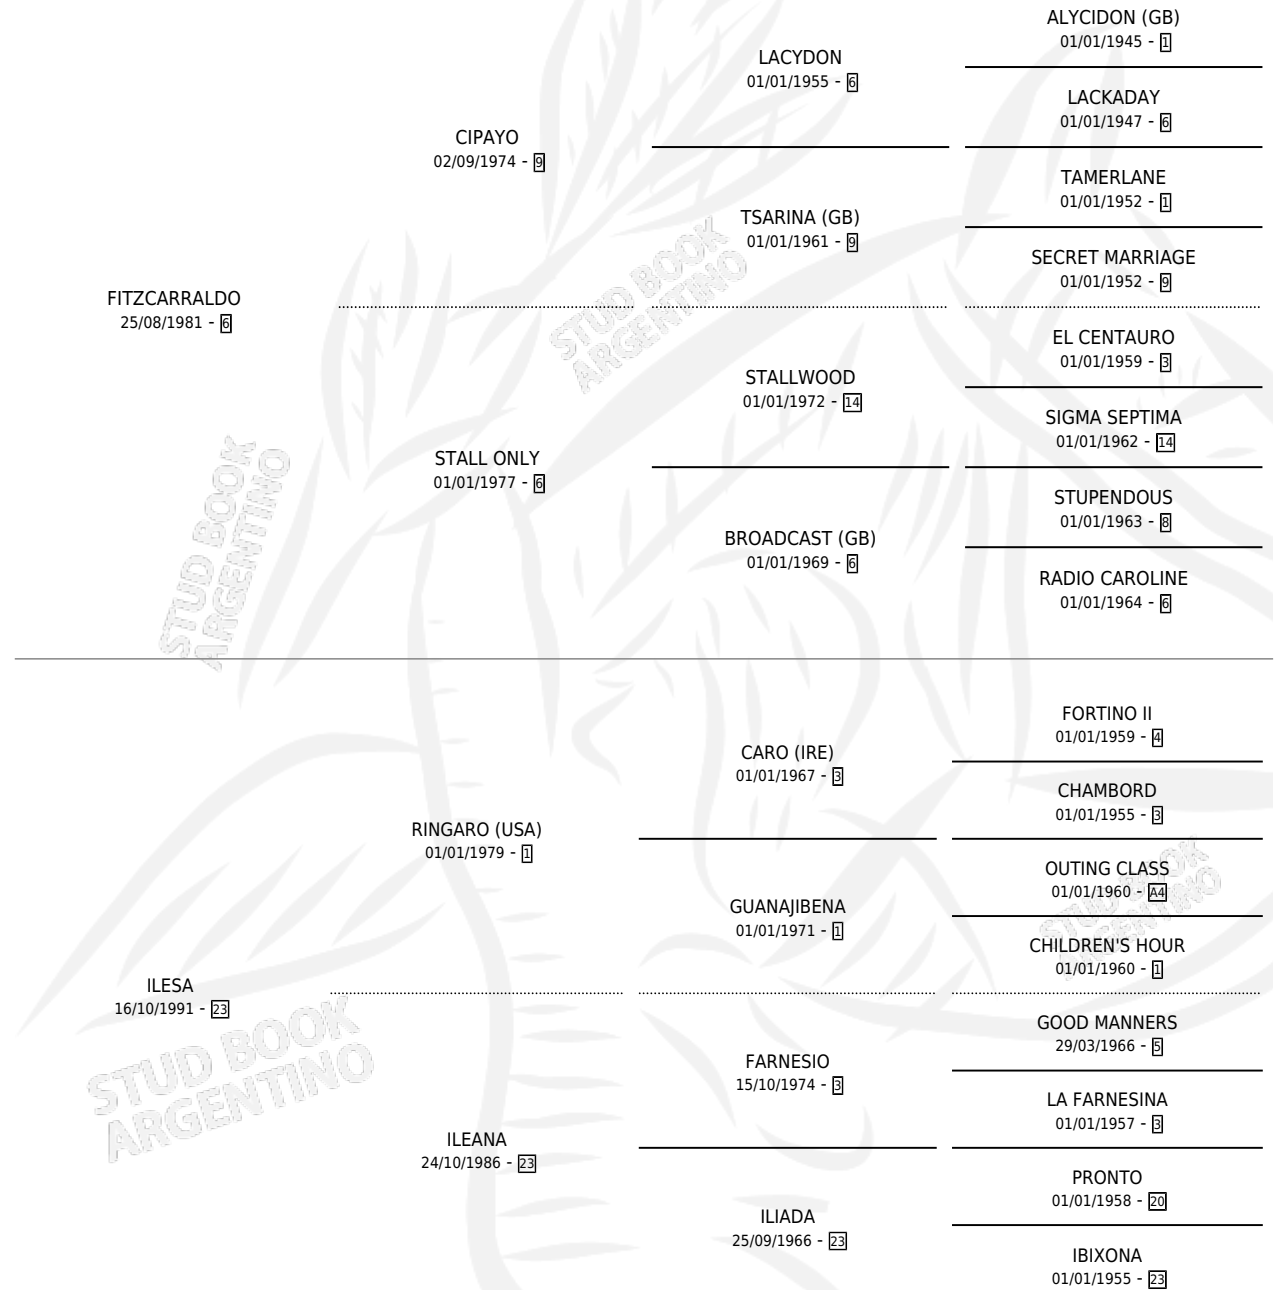 ALYCIDON (GB)
01/01/1945 - 1
LACYDON
01/01/1955 - 6
LACKADAY
01/01/1947 - 6
CIPAYO
02/09/1974 - 9
TAMERLANE
01/01/1952 - 1
TSARINA (GB)
01/01/1961 - 9
SECRET MARRIAGE
01/01/1952 - 9
FITZCARRALDO
25/08/1981 - 6
EL CENTAURO
01/01/1959 - 3
STALLWOOD
01/01/1972 - 14
SIGMA SEPTIMA
01/01/1962 - 14
STALL ONLY
01/01/1977 - 6
STUPENDOUS
01/01/1963 - 8
BROADCAST (GB)
01/01/1969 - 6
RADIO CAROLINE
01/01/1964 - 6
FORTINO II
01/01/1959 - 4
CARO (IRE)
01/01/1967 - 3
CHAMBORD
01/01/1955 - 3
RINGARO (USA)
01/01/1979 - 1
OUTING CLASS
01/01/1960 - A4
GUANAJIBENA
01/01/1971 - 1
CHILDREN'S HOUR
01/01/1960 - 1
ILESA
16/10/1991 - 23
GOOD MANNERS
29/03/1966 - 5
FARNESIO
15/10/1974 - 3
LA FARNESINA
01/01/1957 - 3
ILEANA
24/10/1986 - 23
PRONTO
01/01/1958 - 20
ILIADA
25/09/1966 - 23
IBIXONA
01/01/1955 - 23
STUD BOOK
ARGENTINO
STUD BOOK
ARGENTINO
STUD BOOK
ARGENTINO
STUD BOOK
ARGENTINO